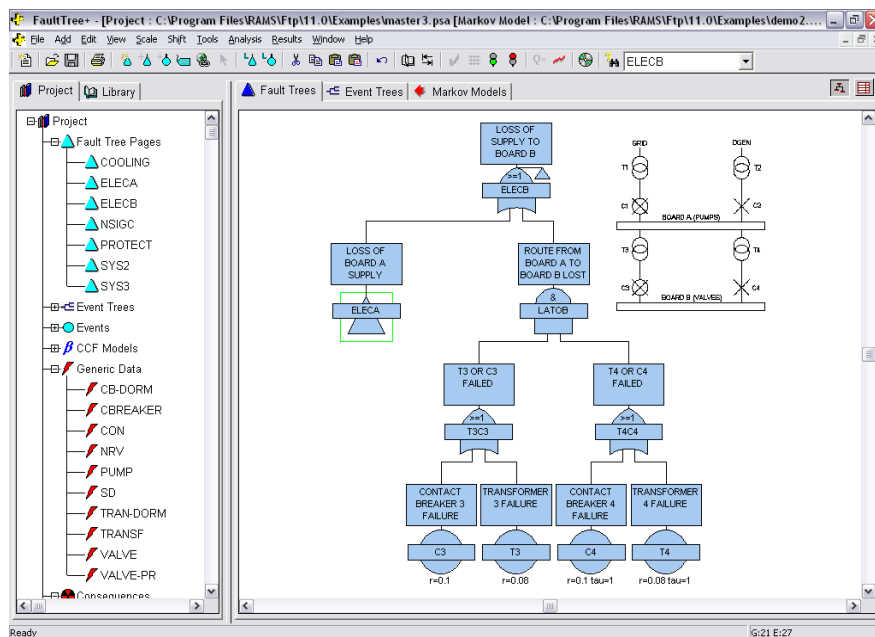 FaultTree+ - [Project : C:\Program Files\RAMS\Ftp\11.0\Examples\master3.psa [Markov Model : C:\Program Files\RAMS\Ftp\11.0\Examples\demo2....
File Add Edit View Scale Shift Tools Analysis Results Window Help
Q= ELECB
Project Library
Fault Trees Event Trees Markov Models
Project
Fault Tree Pages
COOLING
ELECA
ELECB
NSIGC
PROTECT
SYS2
SYS3
Event Trees
Events
β CCF Models
Generic Data
CB-DORM
CBREAKER
CON
NRV
PUMP
SD
TRAN-DORM
TRANSF
VALVE
VALVE-PR
Consequences
LOSS OF
SUPPLY TO
BOARD B
>=1
ELECB
LOSS OF
BOARD A
SUPPLY
ELECA
ROUTE FROM
BOARD A TO
BOARD B LOST
&
LATOB
T3 OR C3
FAILED
>=1
T3C3
T4 OR C4
FAILED
>=1
T4C4
CONTACT
BREAKER 3
FAILURE
C3
r=0.1
TRANSFORMER
3 FAILURE
T3
r=0.08
CONTACT
BREAKER 4
FAILURE
C4
r=0.1 tau=1
TRANSFORMER
4 FAILURE
T4
r=0.08 tau=1
GRID DGEN
T1 T2
C1 C2
BOARD A (PUMPS)
T3 T4
C3 C4
BOARD B (VALVES)
Ready G:21 E:27